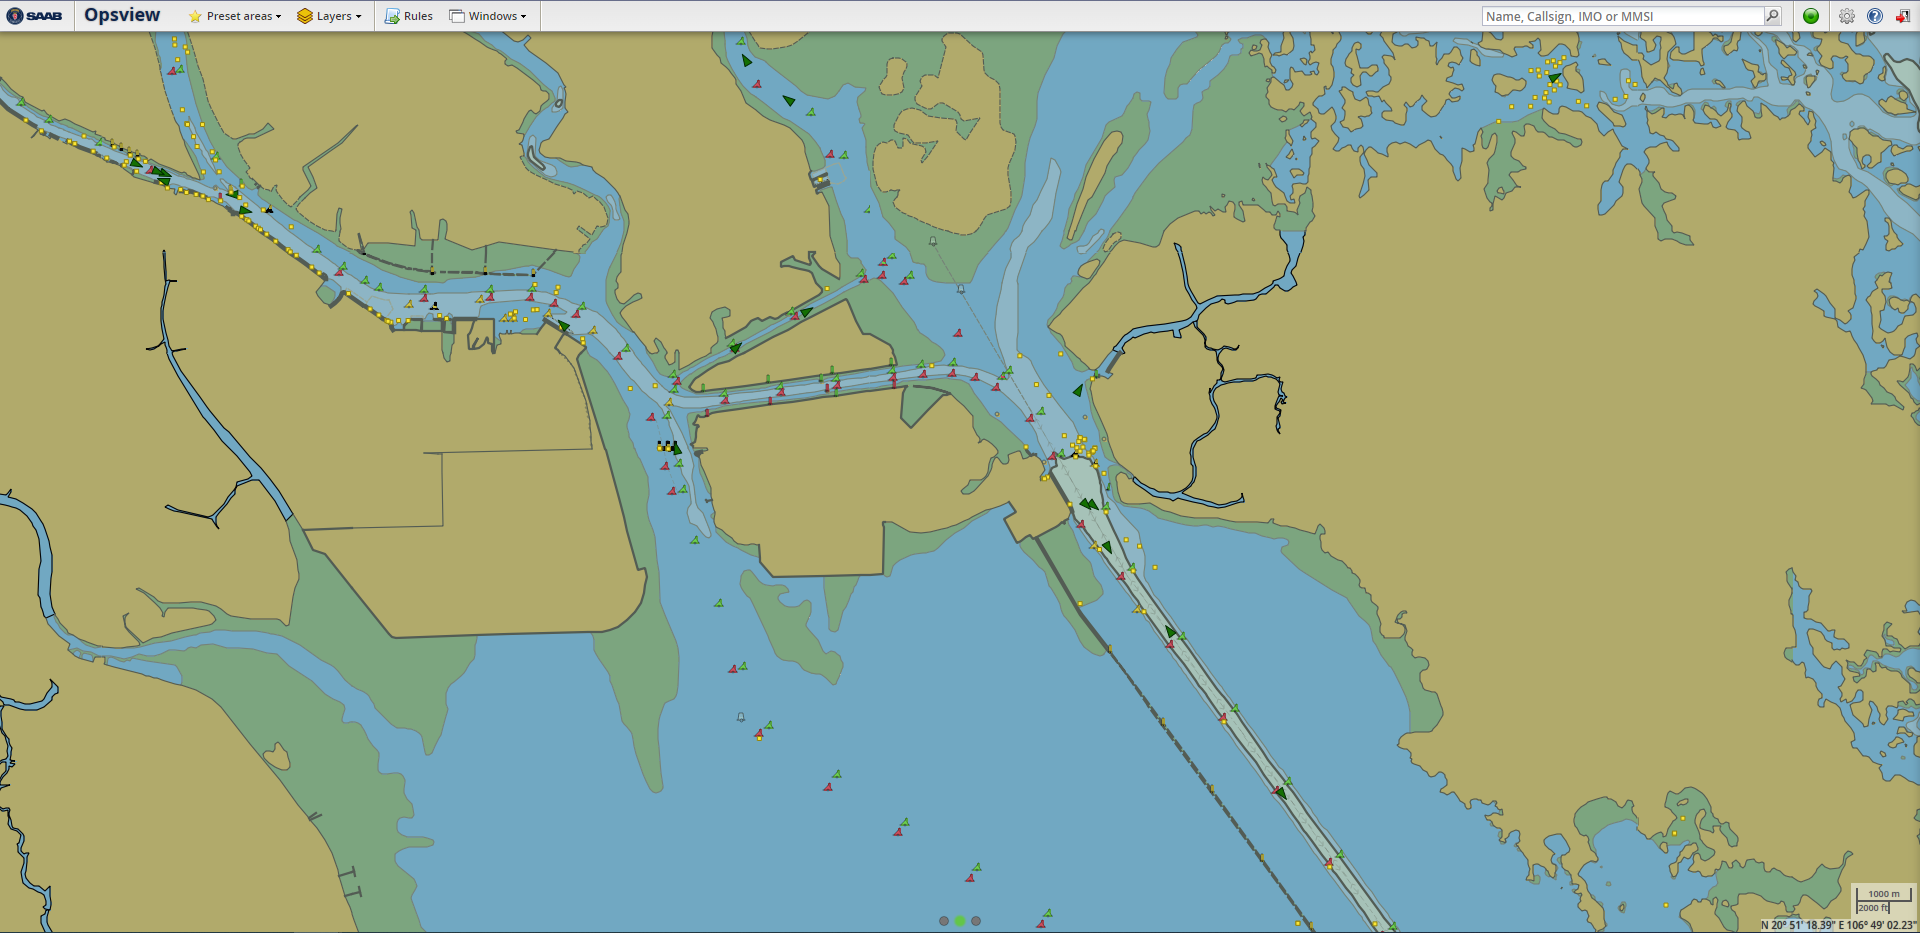 SAAB Opsview Preset areas Layers Rules Windows Name, Callsign, IMO or MMSI
1000 m
2000 ft
N 20° 51' 18.39" E 106° 49' 02.23"